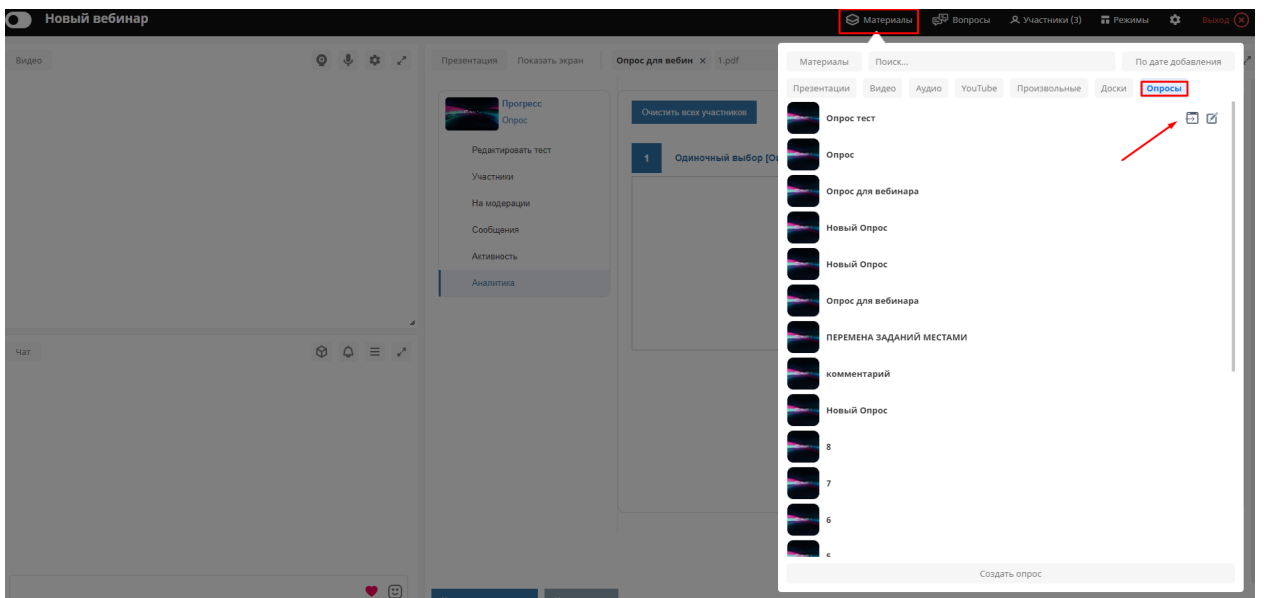 Новый вебинар
Материалы
Вопросы
Участники (3)
Режимы
Выход
Видео
Презентация
Показать экран
Опрос для вебин ×
1.pdf
Прогресс
Опрос
Редактировать тест
Участники
На модерации
Сообщения
Активность
Аналитика
Очистить всех участников
1
Одиночный выбор [Оп
Чат
Материалы
Поиск...
По дате добавления
Презентации
Видео
Аудио
YouTube
Произвольные
Доски
Опросы
Опрос тест
Опрос
Опрос для вебинара
Новый Опрос
Новый Опрос
Опрос для вебинара
ПЕРЕМЕНА ЗАДАНИЙ МЕСТАМИ
комментарий
Новый Опрос
8
7
6
Создать опрос